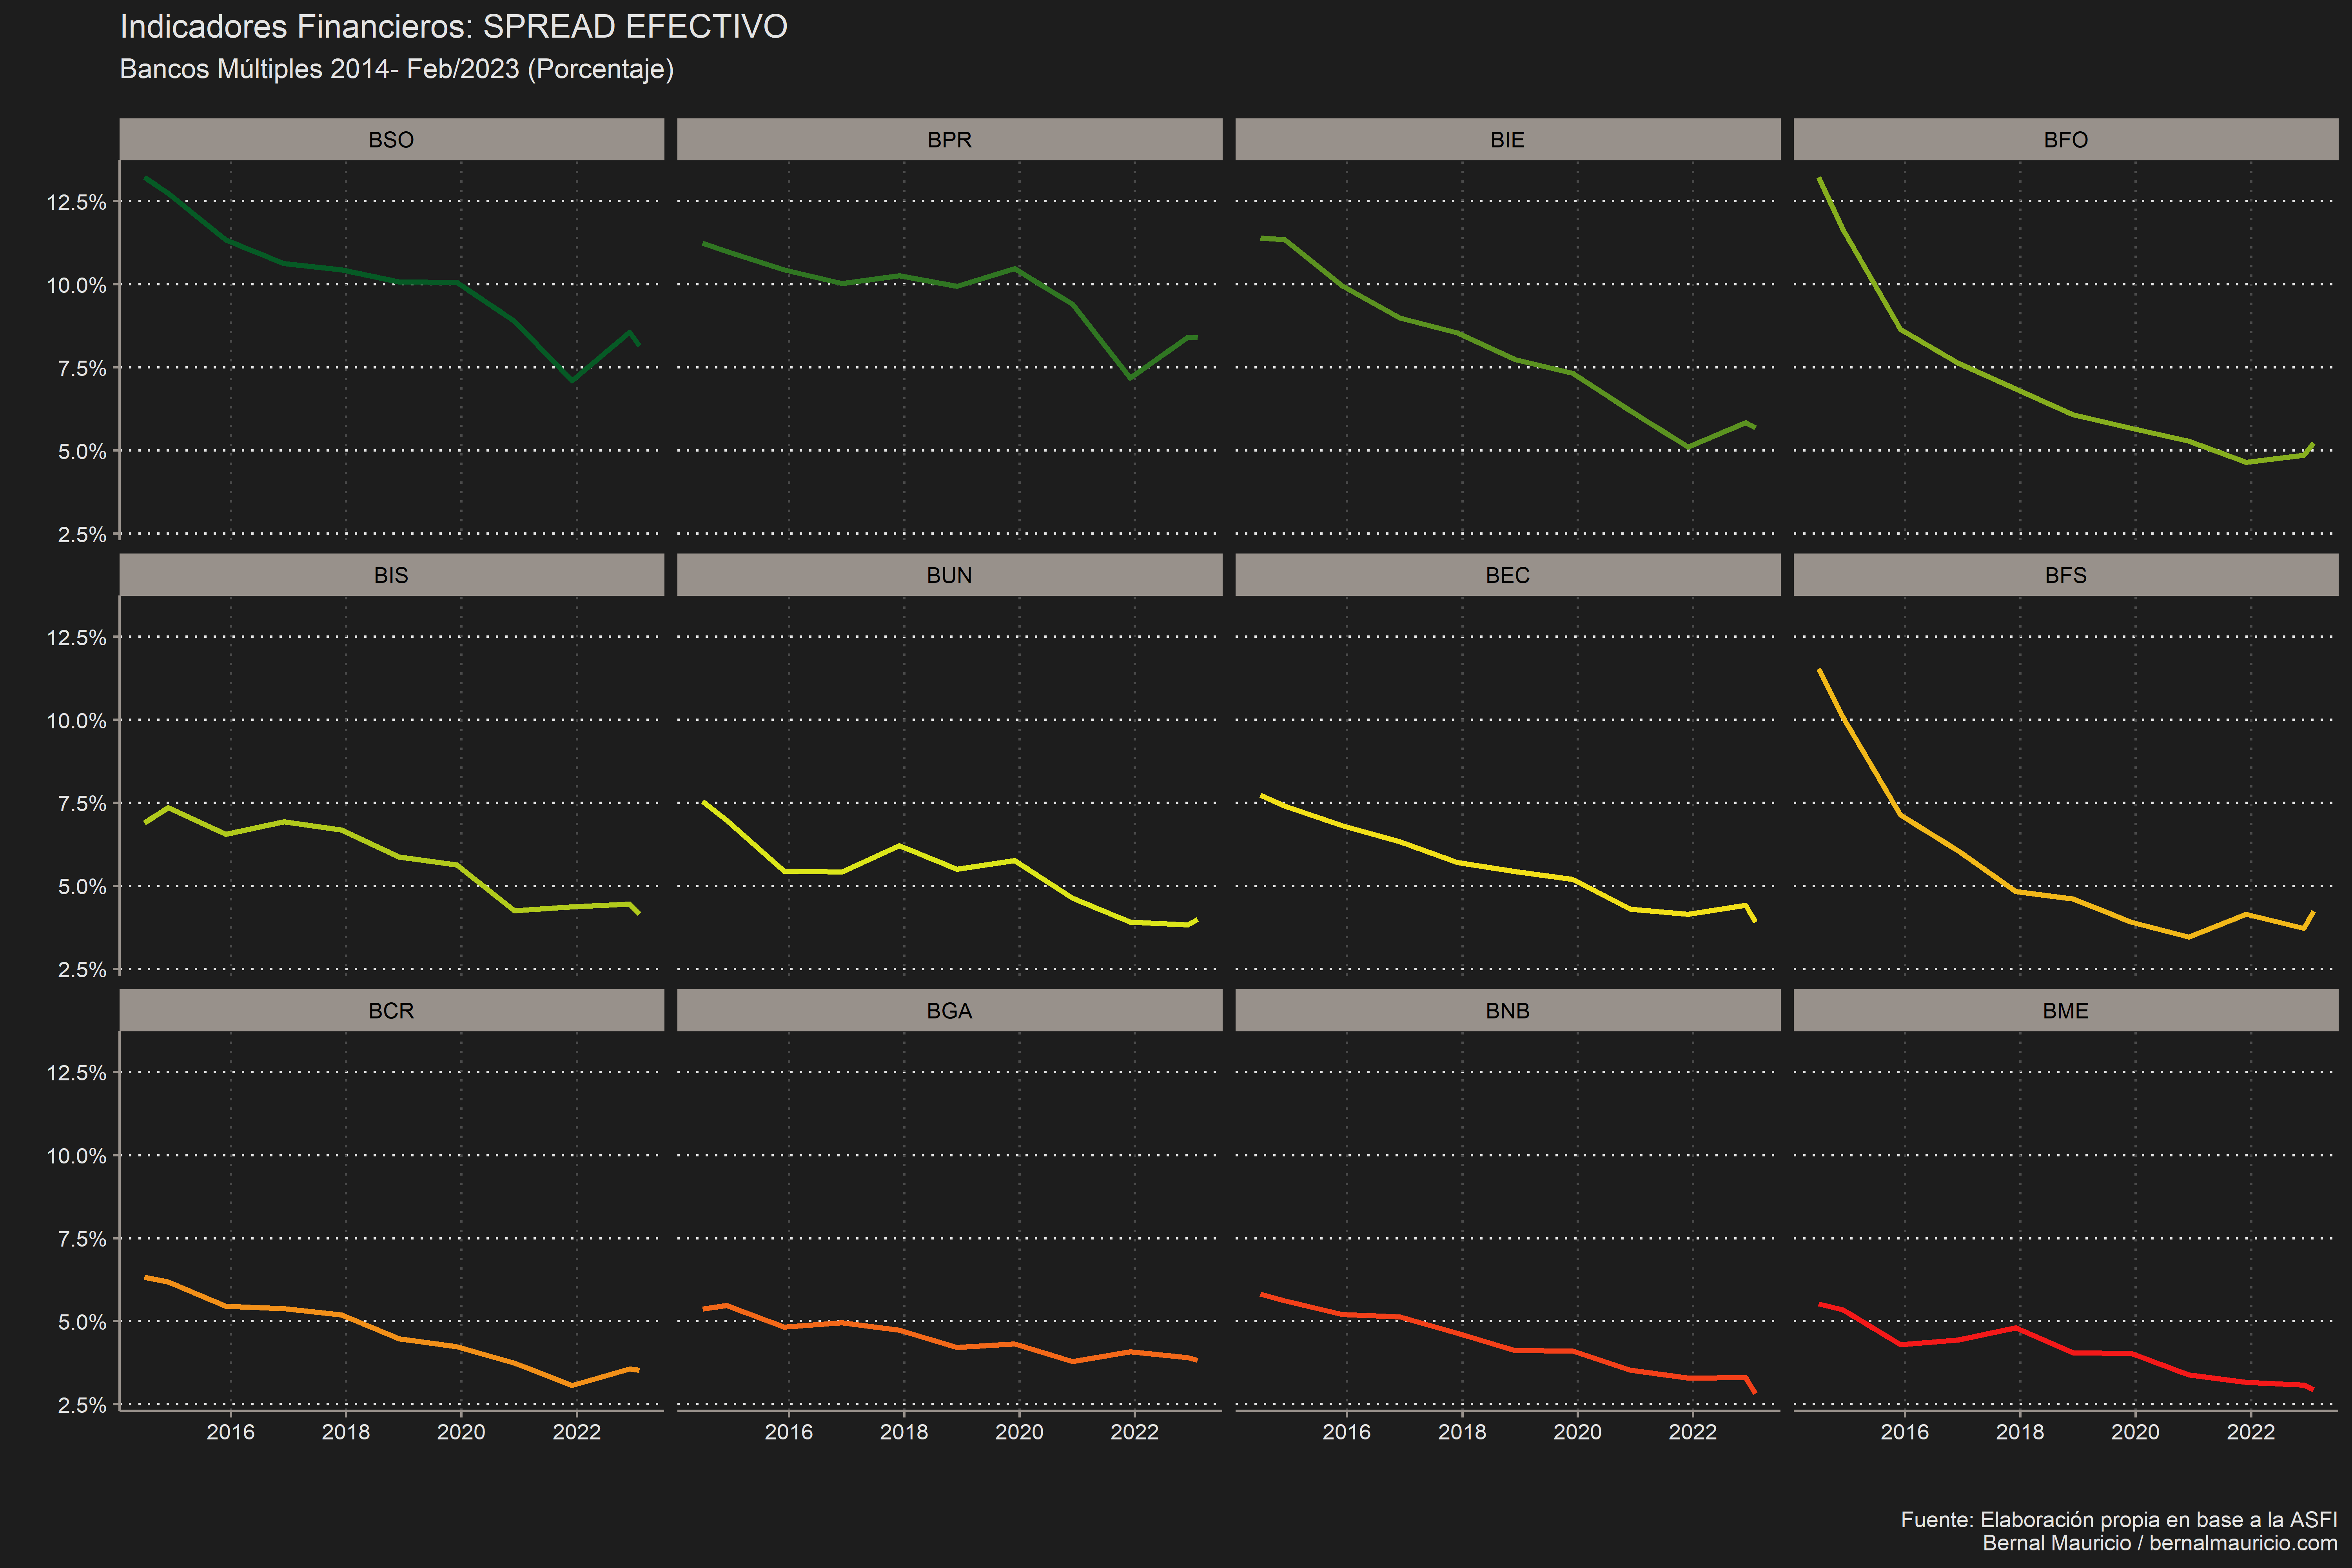 Indicadores Financieros: SPREAD EFECTIVO
Bancos Múltiples 2014- Feb/2023 (Porcentaje)
BSO BPR BIE BFO
12.5%
10.0%
7.5%
5.0%
2.5%
BIS BUN BEC BFS
12.5%
10.0%
7.5%
5.0%
2.5%
BCR BGA BNB BME
12.5%
10.0%
7.5%
5.0%
2.5%
2016 2018 2020 2022 2016 2018 2020 2022 2016 2018 2020 2022 2016 2018 2020 2022
Fuente: Elaboración propia en base a la ASFI
Bernal Mauricio / bernalmauricio.com